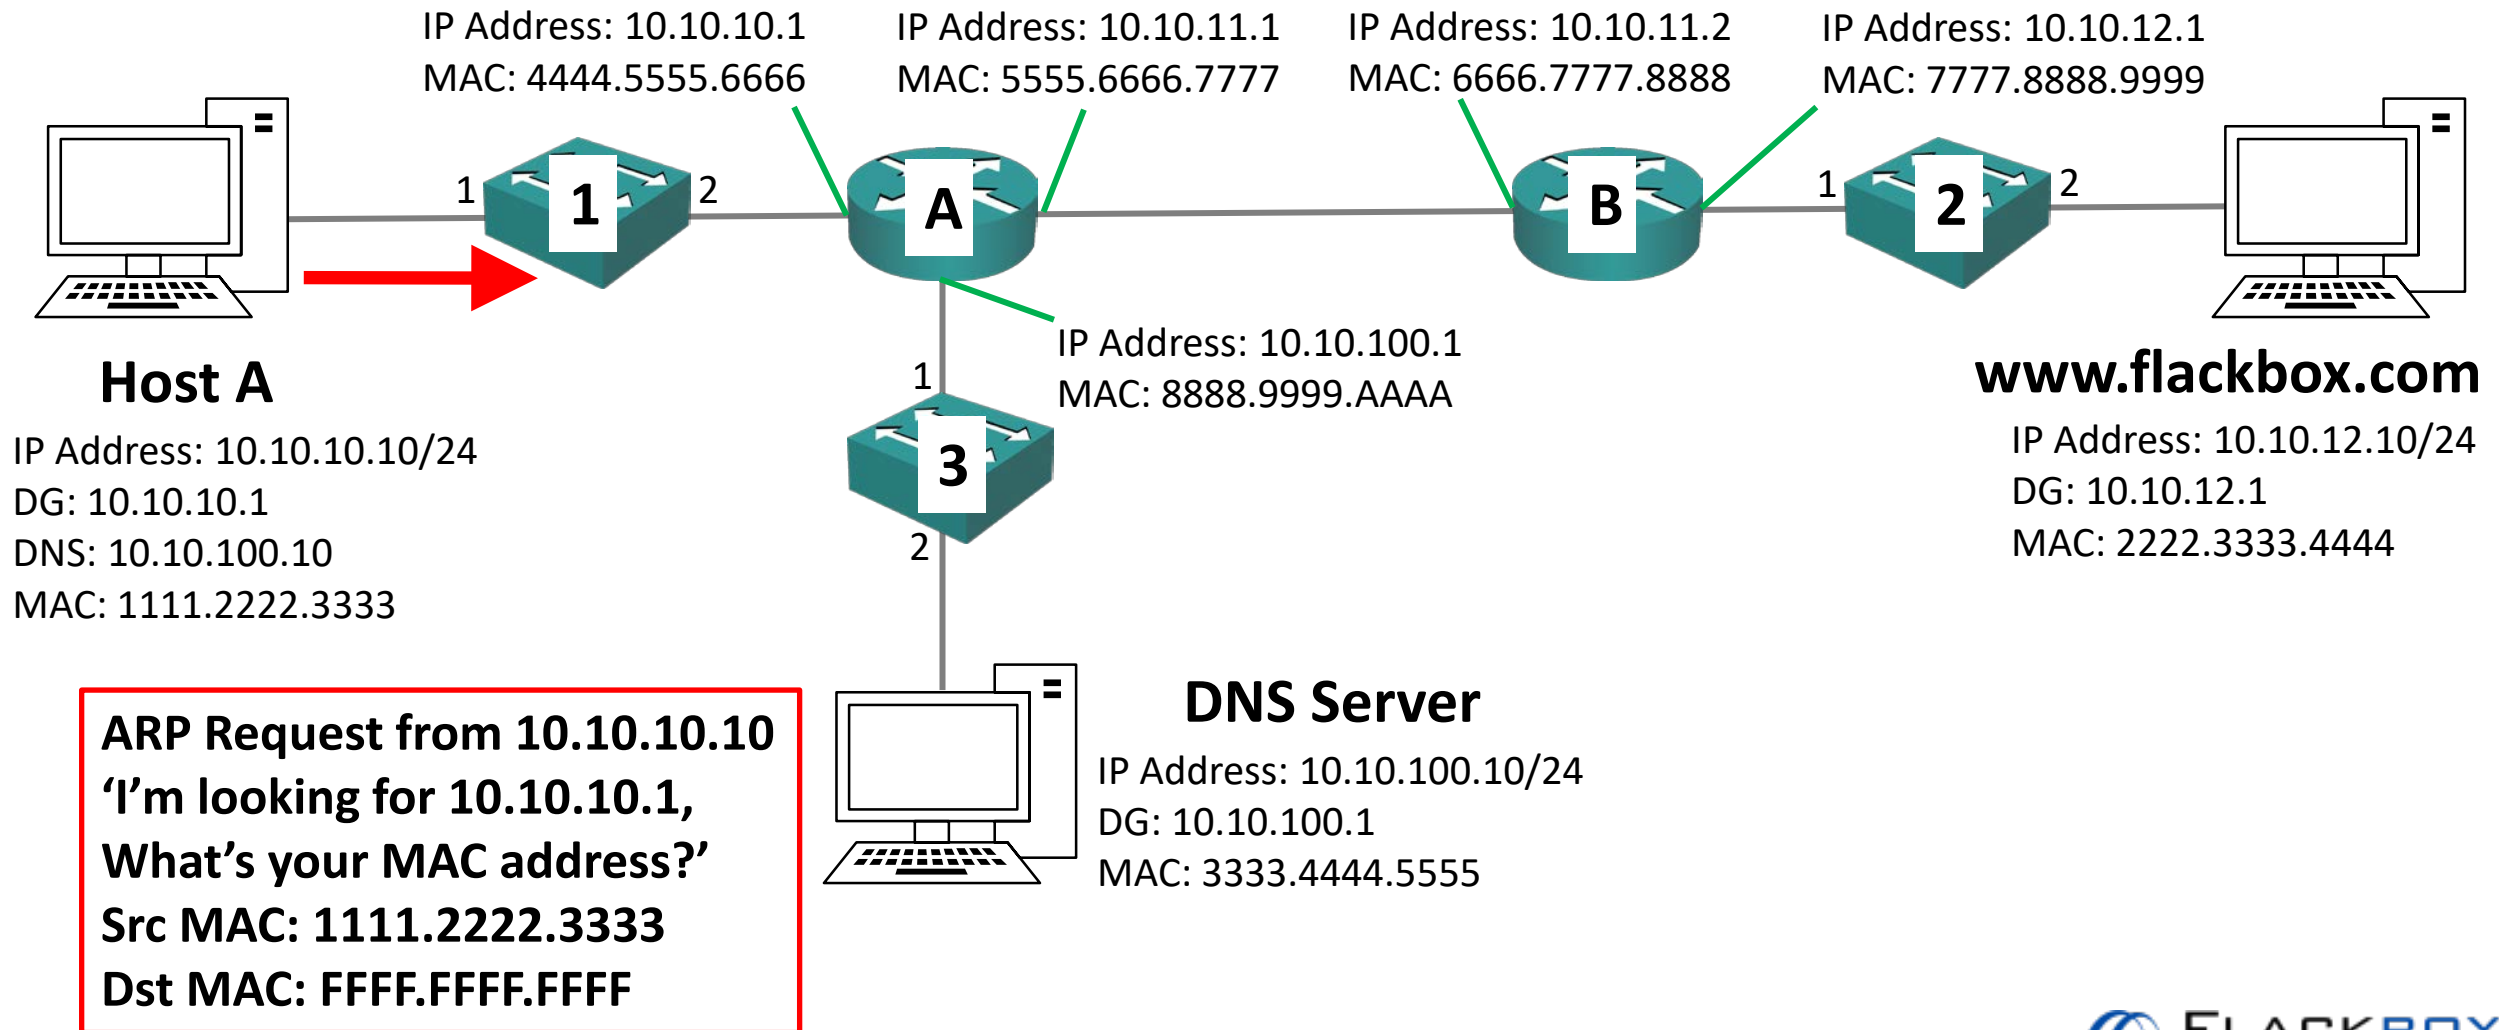 IP Address: 10.10.10.1
MAC: 4444.5555.6666
IP Address: 10.10.11.1
MAC: 5555.6666.7777
IP Address: 10.10.11.2
MAC: 6666.7777.8888
IP Address: 10.10.12.1
MAC: 7777.8888.9999
1
1
2
A
B
1
2
2
IP Address: 10.10.100.1
MAC: 8888.9999.AAAA
1
3
2
Host A
IP Address: 10.10.10.10/24
DG: 10.10.10.1
DNS: 10.10.100.10
MAC: 1111.2222.3333
www.flackbox.com
IP Address: 10.10.12.10/24
DG: 10.10.12.1
MAC: 2222.3333.4444
DNS Server
IP Address: 10.10.100.10/24
DG: 10.10.100.1
MAC: 3333.4444.5555
ARP Request from 10.10.10.10
‘I’m looking for 10.10.10.1,
What’s your MAC address?’
Src MAC: 1111.2222.3333
Dst MAC: FFFF.FFFF.FFFF
FLACKBOX